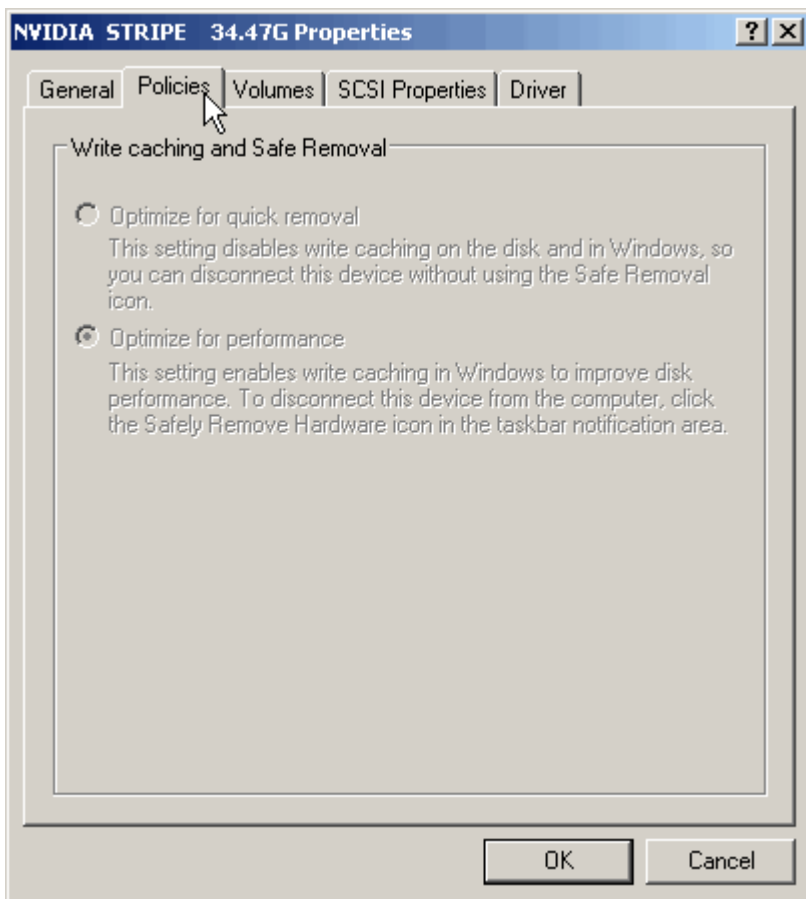 NVIDIA STRIPE 34.47G Properties
General Policies Volumes SCSI Properties Driver
Write caching and Safe Removal
Optimize for quick removal
This setting disables write caching on the disk and in Windows, so
you can disconnect this device without using the Safe Removal
icon.
Optimize for performance
This setting enables write caching in Windows to improve disk
performance. To disconnect this device from the computer, click
the Safely Remove Hardware icon in the taskbar notification area.
OK Cancel